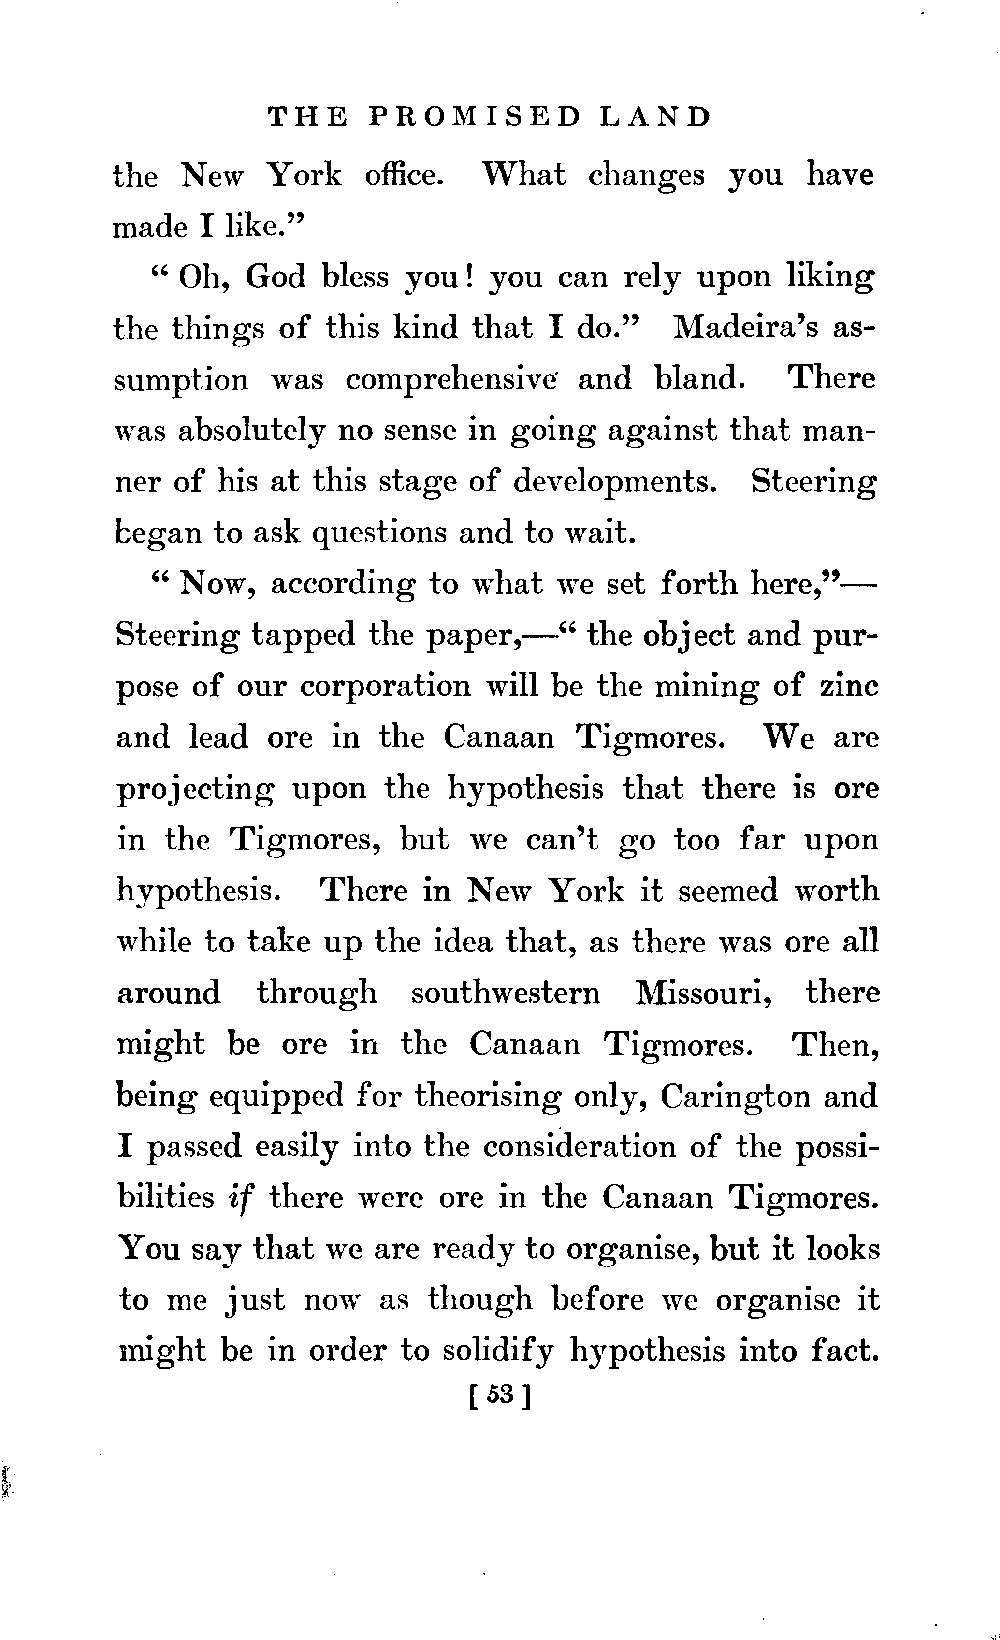 THE PROMISED LAND
the New York office. What changes you have
made I like.”
“ Oh, God bless you! you can rely upon liking
the things of this kind that I do.” Madeira’s as-
sumption was comprehensive and bland. There
was absolutely no sense in going against that man-
ner of his at this stage of developments. Steering
began to ask questions and to wait.
“ Now, according to what we set forth here,”—
Steering tapped the paper,—“ the object and pur-
pose of our corporation will be the mining of zinc
and lead ore in the Canaan Tigmores. We are
projecting upon the hypothesis that there is ore
in the Tigmores, but we can’t go too far upon
hypothesis. There in New York it seemed worth
while to take up the idea that, as there was ore all
around through southwestern Missouri, there
might be ore in the Canaan Tigmores. Then,
being equipped for theorising only, Carington and
I passed easily into the consideration of the possi-
bilities if there were ore in the Canaan Tigmores.
You say that we are ready to organise, but it looks
to me just now as though before we organise it
might be in order to solidify hypothesis into fact.
[ 53 ]